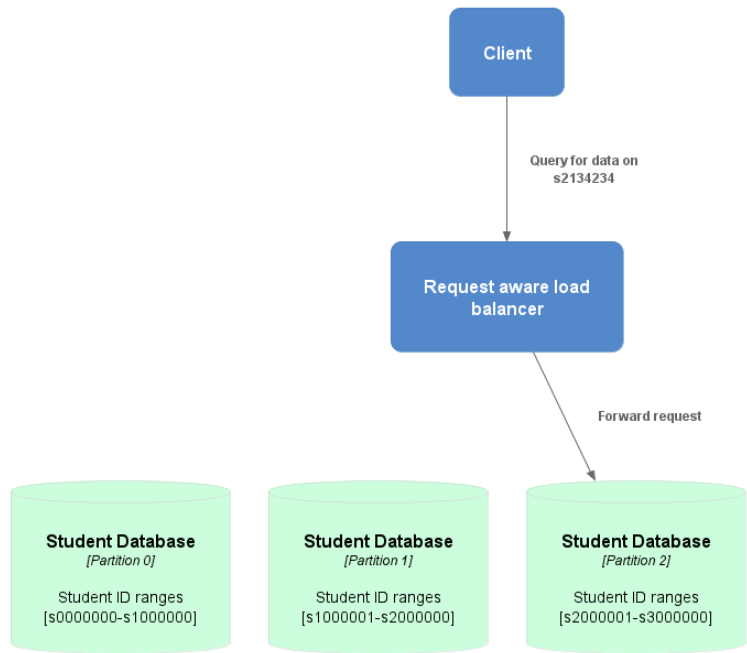 Client
Query for data on
s2134234
Request aware load
balancer
Forward request
Student Database
[Partition 0]
Student ID ranges
[s0000000-s1000000]
Student Database
[Partition 1]
Student ID ranges
[s1000001-s2000000]
Student Database
[Partition 2]
Student ID ranges
[s2000001-s3000000]